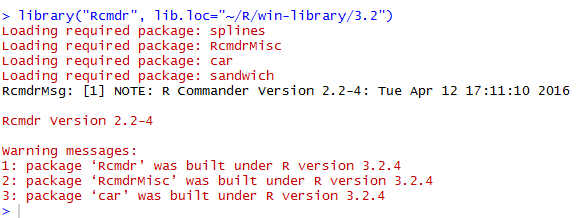 > library("Rcmdr", lib.loc="~/R/win-library/3.2")
Loading required package: splines
Loading required package: RcmdrMisc
Loading required package: car
Loading required package: sandwich
RcmdrMsg: [1] NOTE: R Commander Version 2.2-4: Tue Apr 12 17:11:10 2016
Rcmdr Version 2.2-4
Warning messages:
1: package ‘Rcmdr’ was built under R version 3.2.4
2: package ‘RcmdrMisc’ was built under R version 3.2.4
3: package ‘car’ was built under R version 3.2.4
>